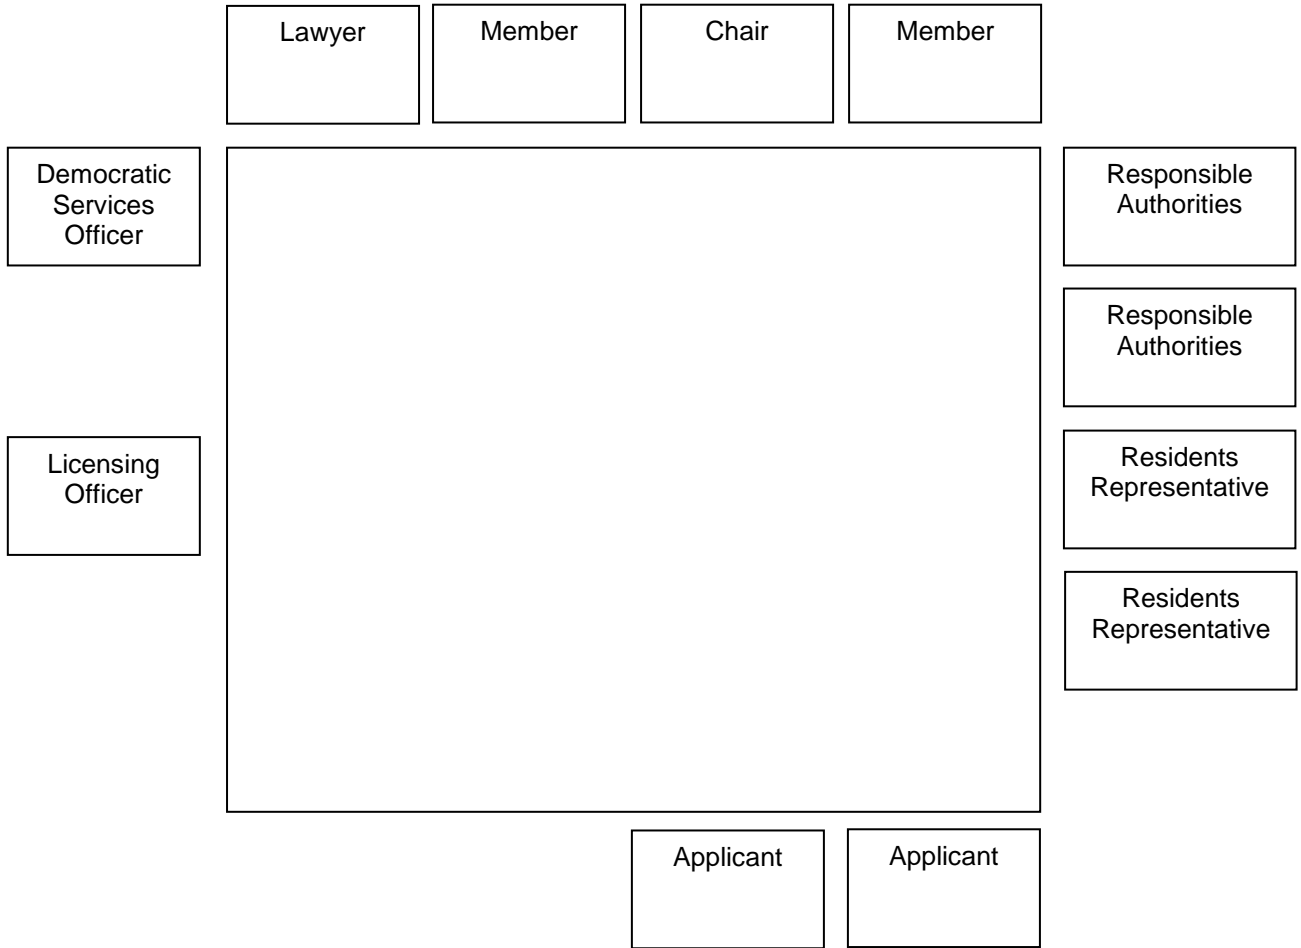 Lawyer
Member
Chair
Member
Democratic
Services
Officer
Responsible
Authorities
Responsible
Authorities
Licensing
Officer
Residents
Representative
Residents
Representative
Applicant
Applicant